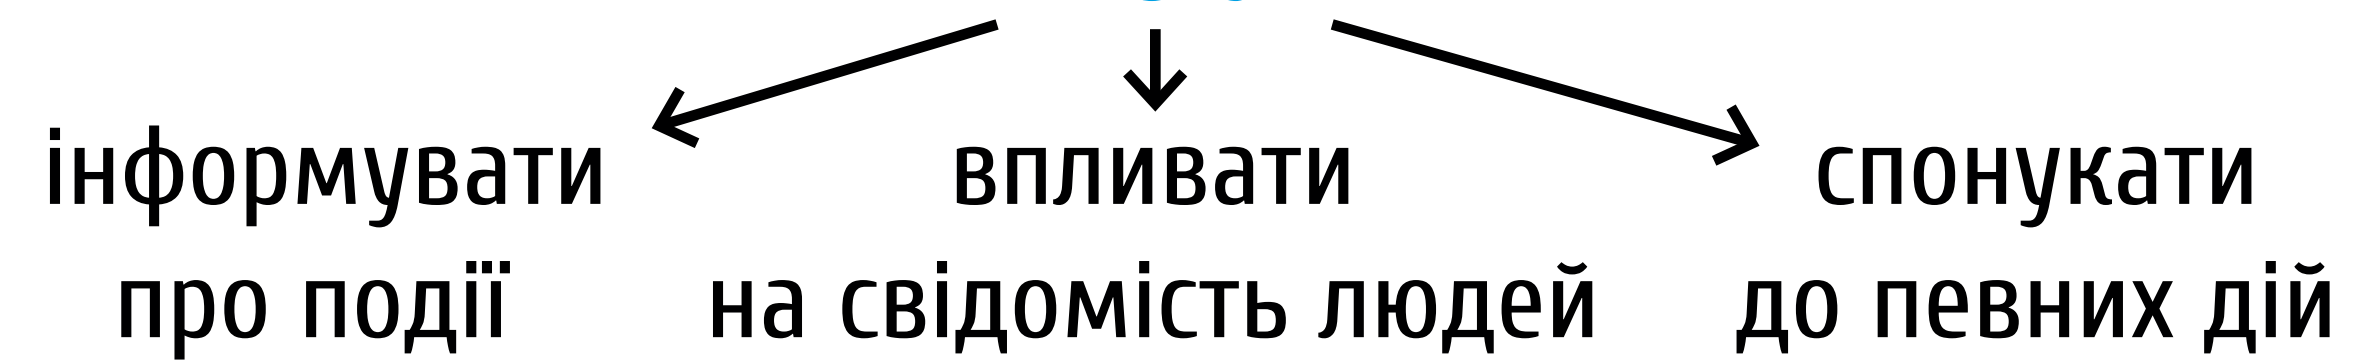 інформувати впливати спонукати
про події на свідомість людей до певних дій